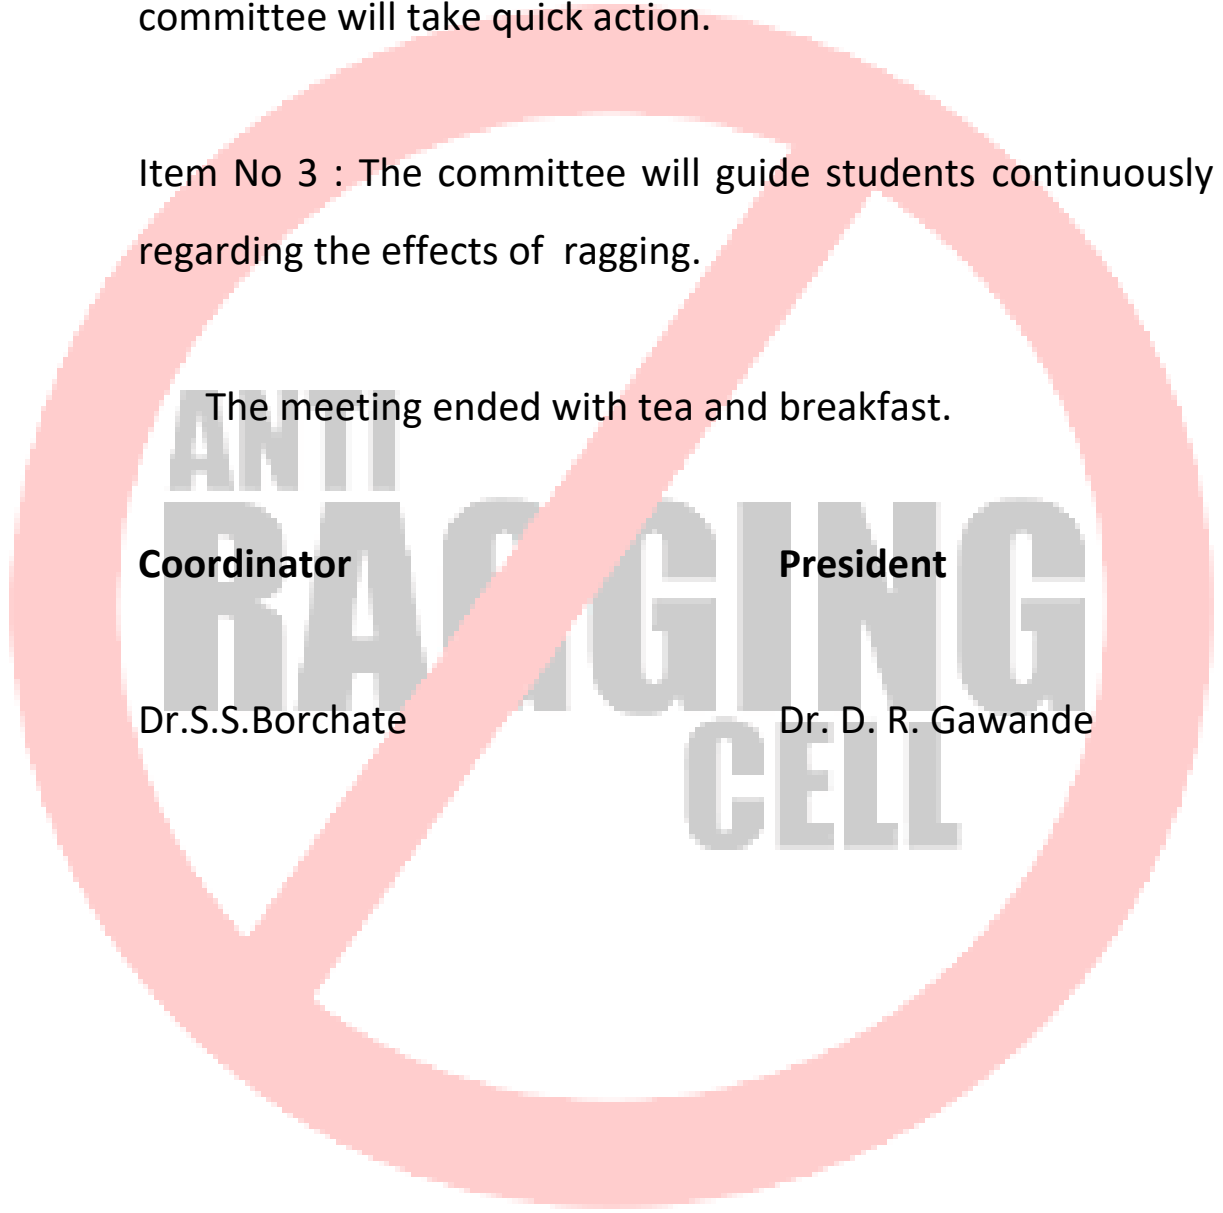 committee will take quick action.
Item No 3 : The committee will guide students continuously
regarding the effects of ragging.
The meeting ended with tea and breakfast.
ANTI
RAGGING
Coordinator President
Dr.S.S.Borchate Dr. D. R. Gawande
CELL